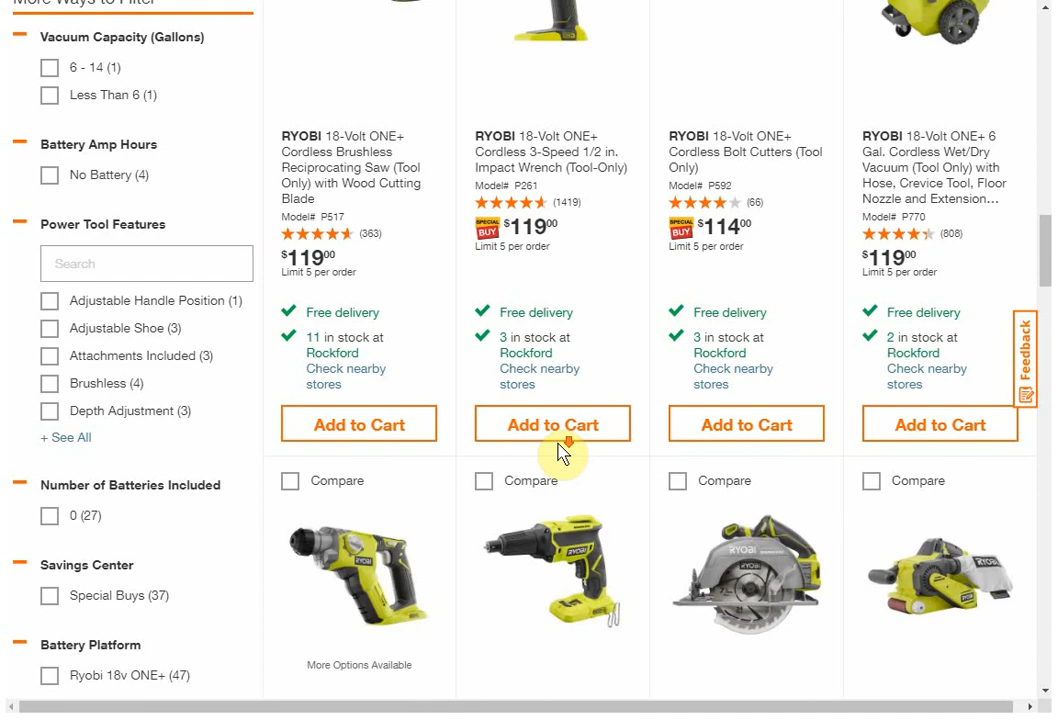 More Ways to Filter
Vacuum Capacity (Gallons)
6 - 14 (1)
Less Than 6 (1)
Battery Amp Hours
No Battery (4)
Power Tool Features
Search
Adjustable Handle Position (1)
Adjustable Shoe (3)
Attachments Included (3)
Brushless (4)
Depth Adjustment (3)
+ See All
Number of Batteries Included
0 (27)
Savings Center
Special Buys (37)
Battery Platform
Ryobi 18v ONE+ (47)
RYOBI 18-Volt ONE+
Cordless Brushless
Reciprocating Saw (Tool
Only) with Wood Cutting
Blade
Model# P517
(363)
$119.00
Limit 5 per order
Free delivery
11 in stock at
Rockford
Check nearby
stores
Add to Cart
RYOBI 18-Volt ONE+
Cordless 3-Speed 1/2 in.
Impact Wrench (Tool-Only)
Model# P261
(1419)
SPECIAL
BUY
$119.00
Limit 5 per order
Free delivery
3 in stock at
Rockford
Check nearby
stores
Add to Cart
RYOBI 18-Volt ONE+
Cordless Bolt Cutters (Tool
Only)
Model# P592
(66)
SPECIAL
BUY
$114.00
Limit 5 per order
Free delivery
3 in stock at
Rockford
Check nearby
stores
Add to Cart
RYOBI 18-Volt ONE+ 6
Gal. Cordless Wet/Dry
Vacuum (Tool Only) with
Hose, Crevice Tool, Floor
Nozzle and Extension...
Model# P770
(808)
$119.00
Limit 5 per order
Free delivery
2 in stock at
Rockford
Check nearby
stores
Add to Cart
Feedback
Compare
RYOBI
More Options Available
Compare
RYOBI
Compare
RYOBI
RYOBI
Compare
RYOBI